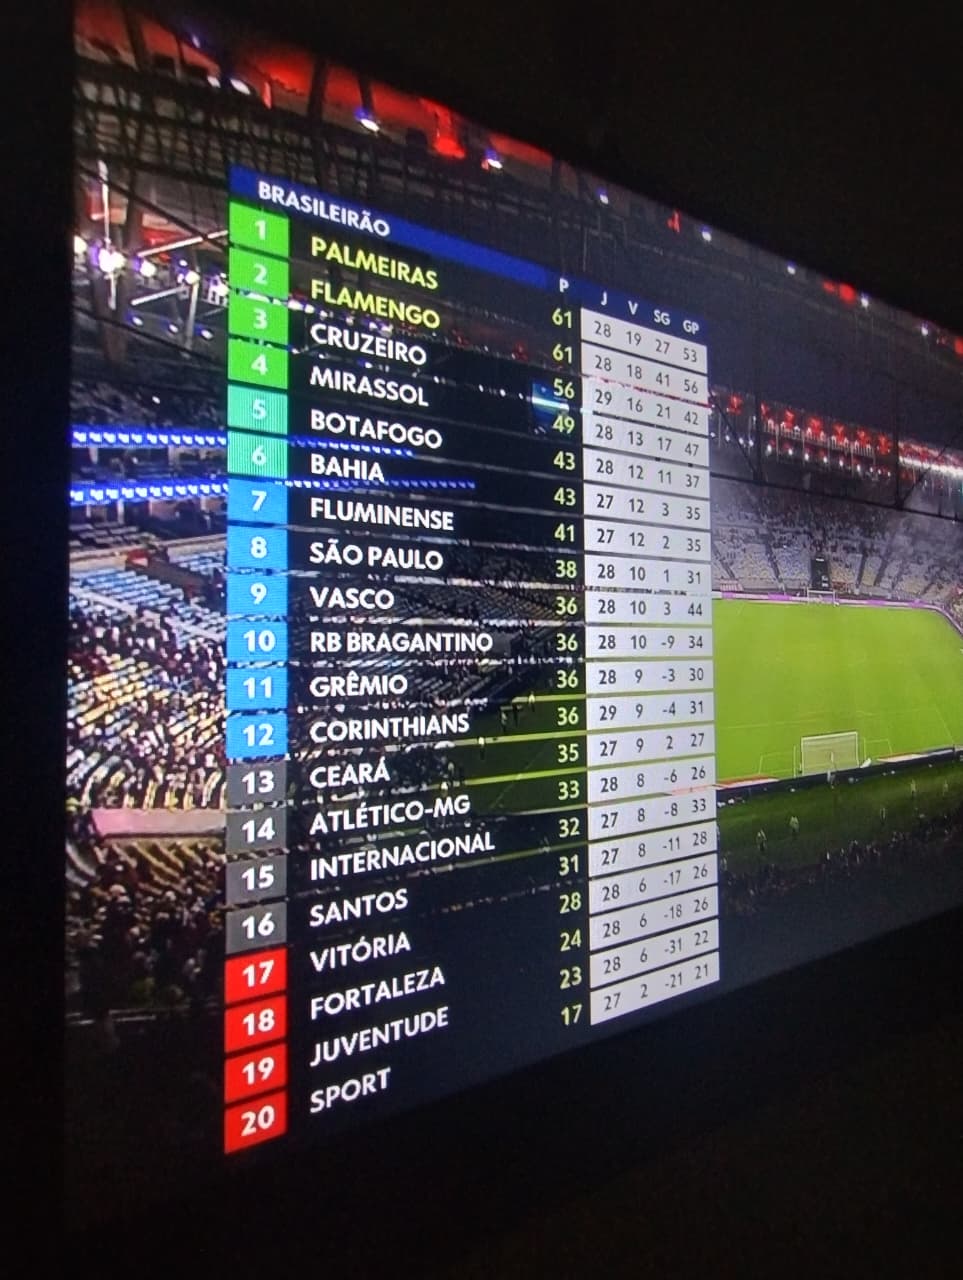 BRASILEIRÃO P J V SG GP
1 PALMEIRAS 61 28 19 27 53
2 FLAMENGO 61 28 18 41 56
3 CRUZEIRO 56 29 16 21 42
4 MIRASSOL 49 28 13 17 47
5 BOTAFOGO 43 28 12 11 37
6 BAHIA 43 27 12 3 35
7 FLUMINENSE 41 27 12 2 35
8 SÃO PAULO 38 28 10 1 31
9 VASCO 36 28 10 3 44
10 RB BRAGANTINO 36 28 10 -9 34
11 GRÊMIO 36 28 9 -3 30
12 CORINTHIANS 36 29 9 -4 31
13 CEARÁ 35 27 9 2 27
14 ATLÉTICO-MG 33 28 8 -6 26
15 INTERNACIONAL 32 27 8 -8 33
16 SANTOS 31 27 8 -11 28
17 VITÓRIA 28 28 6 -17 26
18 FORTALEZA 24 28 6 -18 26
19 JUVENTUDE 23 28 6 -31 22
20 SPORT 17 27 2 -21 21